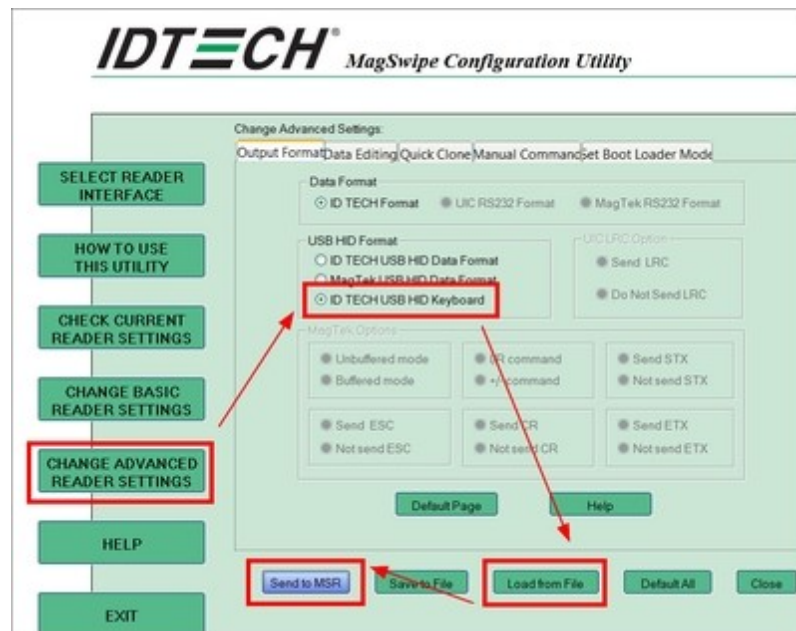 IDTECH® MagSwipe Configuration Utility
Change Advanced Settings:
Output Format Data Editing Quick Clone Manual Command Set Boot Loader Mode
SELECT READER
INTERFACE
HOW TO USE
THIS UTILITY
CHECK CURRENT
READER SETTINGS
CHANGE BASIC
READER SETTINGS
CHANGE ADVANCED
READER SETTINGS
HELP
EXIT
Data Format
ID TECH Format UIC RS232 Format MagTek RS232 Format
USB HID Format
ID TECH USB HID Data Format
MagTek USB HID Data Format
ID TECH USB HID Keyboard
UIC LRC Option
Send LRC
Do Not Send LRC
MagTek Options
Unbuffered mode
Buffered mode
I/R command
+/- command
Send STX
Not send STX
Send ESC
Not send ESC
Send CR
Not send CR
Send ETX
Not send ETX
Default Page Help
Send to MSR Save to File Load from File Default All Close